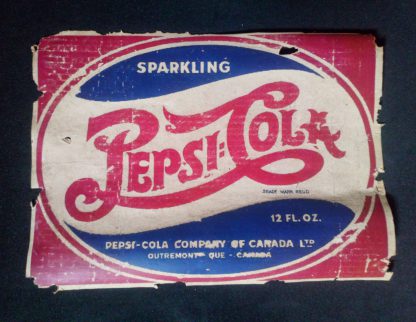 SPARKLING
PEPSI:COLA
TRADE MARK REG'D
12 FL. OZ.
PEPSI-COLA COMPANY OF CANADA LTD
OUTREMONT QUE - CANADA